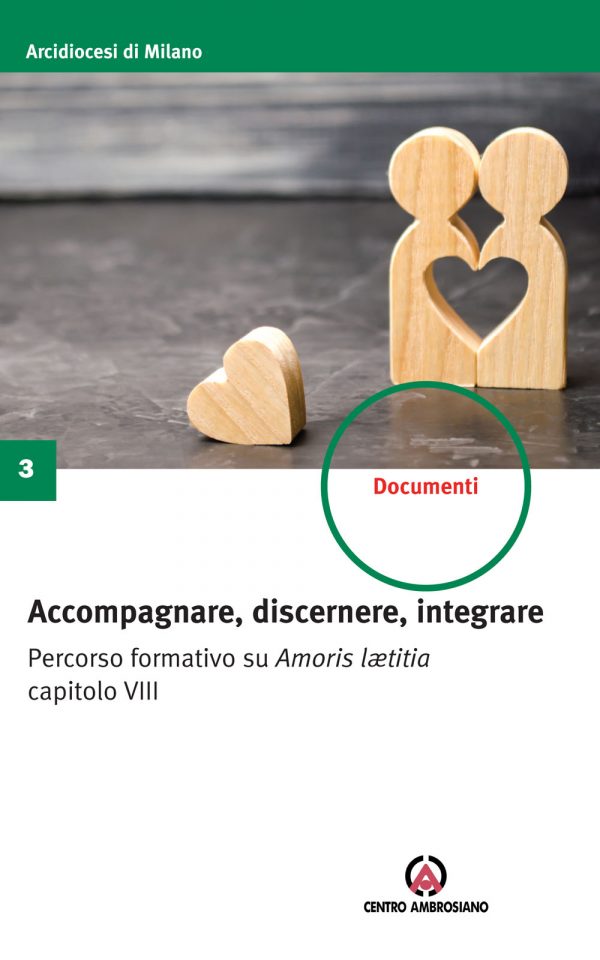 Arcidiocesi di Milano
3
Documenti
Accompagnare, discernere, integrare
Percorso formativo su Amoris lætitia
capitolo VIII
CENTRO AMBROSIANO